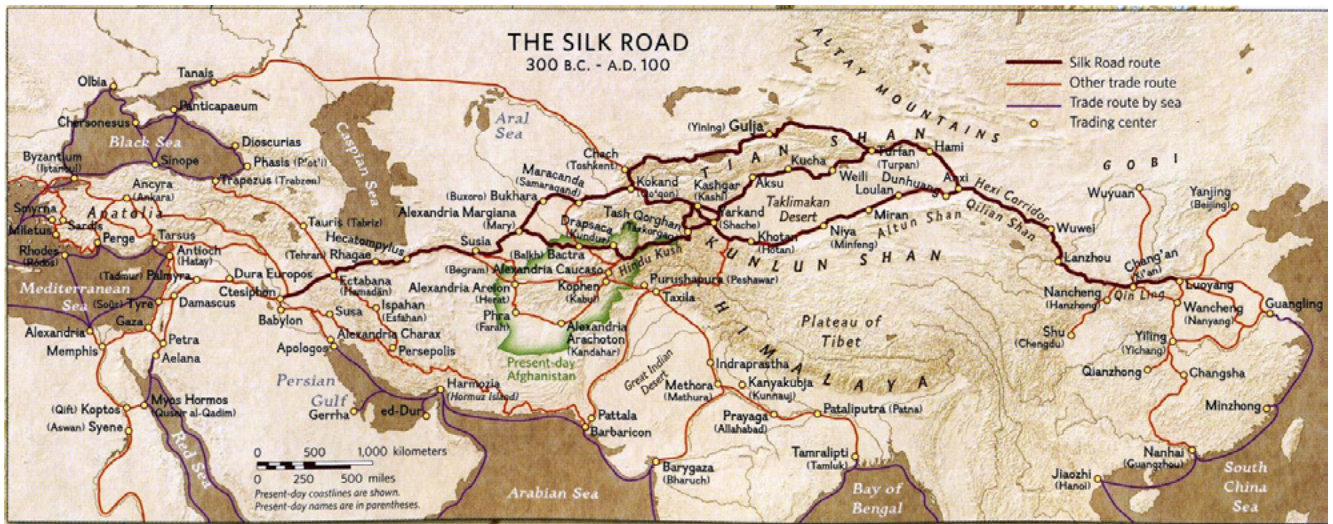 THE SILK ROAD
300 B.C. - A.D. 100
Silk Road route
Other trade route
Trade route by sea
Trading center
ALTAY MOUNTAINS
GOBI
TIAN SHAN
Olbia
Tanais
Panticapaeum
Chersonesus
Black Sea
Dioscurias
Byzantium
(Istanbul)
Sinope
Phasis (P'ot'i)
Trapezus (Trabzon)
Caspian Sea
Aral
Sea
Ancyra
(Ankara)
Anatolia
Smyrna
Sardis
Miletus
Perge
Tarsus
Rhodes
(Ródos)
Antioch
(Hatay)
Tauris (Tabriz)
Hecatompylus
(Tehran) Rhagae
Mediterranean
Sea
(Tadmur) Palmyra
Dura Europos
Ctesiphon
Ectabana
(Hamadān)
(Soûr) Tyre
Damascus
Babylon
Susa
Ispahan
(Esfahan)
Alexandria
Gaza
Memphis
Petra
Aelana
Alexandria Charax
Apologos
Persepolis
Persian
Gulf
Harmozia
(Hormuz Island)
Gerrha
ed-Dur
(Qift) Koptos
(Aswan) Syene
Myos Hormos
(Quseir al-Qadim)
Red Sea
Chach
(Toshkent)
Maracanda
(Samarqand)
(Buxoro) Bukhara
Alexandria Margiana
(Mary)
Susia
Kokand
(Qo'qon)
Kashgar
(Kashi)
Tash Qorghan
(Taxkorgan)
Drapsaca
(Kunduz)
(Balkh) Bactra
(Begram) Alexandria Caucaso
Hindu Kush
Alexandria Areion
(Herat)
Kophen
(Kabul)
Purushapura (Peshawar)
Taxila
Phra
(Farah)
Alexandria
Arachoton
(Kandahar)
Present-day
Afghanistan
Great Indian
Desert
Pattala
Barbaricon
Barygaza
(Bharuch)
Arabian Sea
(Yining) Gulja
Turfan
(Turpan)
Hami
Kucha
Aksu
Weili
Loulan
Dunhuang
Anxi
Yarkand
(Shache)
Taklimakan
Desert
Miran
Altun Shan
Khotan
(Hotan)
Niya
(Minfeng)
KUNLUN SHAN
Hexi Corridor
Qilian Shan
Wuyuan
Yanjing
(Beijing)
Wuwei
Lanzhou
Chang'an
(Xi'an)
Luoyang
Nancheng
(Hanzhong)
Qin Ling
Wancheng
(Nanyang)
Guangling
Shu
(Chengdu)
Yiling
(Yichang)
Qianzhong
Changsha
Minzhong
Nanhai
(Guangzhou)
Jiaozhi
(Hanoi)
South
China
Sea
Plateau of
Tibet
HIMALAYA
Indraprastha
Methora
(Mathura)
Kanyakubja
(Kunnauj)
Prayaga
(Allahabad)
Pataliputra (Patna)
Tamralipti
(Tamluk)
Bay of
Bengal
0 500 1,000 kilometers
0 500 miles
Present-day coastlines are shown.
Present-day names are in parentheses.